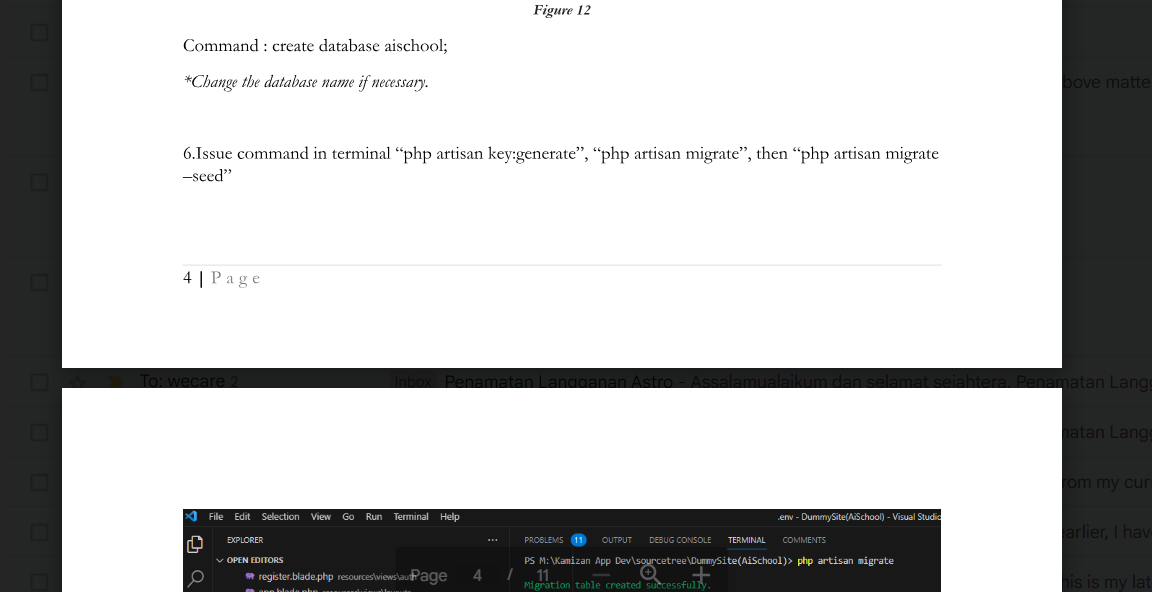 Figure 12
Command : create database aischool;
*Change the database name if necessary.
bove matte
6.Issue command in terminal “php artisan key:generate”, “php artisan migrate”, then “php artisan migrate
–seed”
4 | Page
To: wecare 2 Inbox Penamatan Langganan Astro - Assalamualaikum dan selamat sejahtera. Penamatan Lang
natan Lang
rom my cur
earlier, I hav
his is my lat
File Edit Selection View Go Run Terminal Help .env - DummySite(AiSchool) - Visual Studio
EXPLORER ... PROBLEMS 11 OUTPUT DEBUG CONSOLE TERMINAL COMMENTS
OPEN EDITORS PS M:\Kamizan App Dev\sourcetree\DummySite(AiSchool)> php artisan migrate
register.blade.php resources\views\auth
Page 4 / 11
Migration table created successfully.